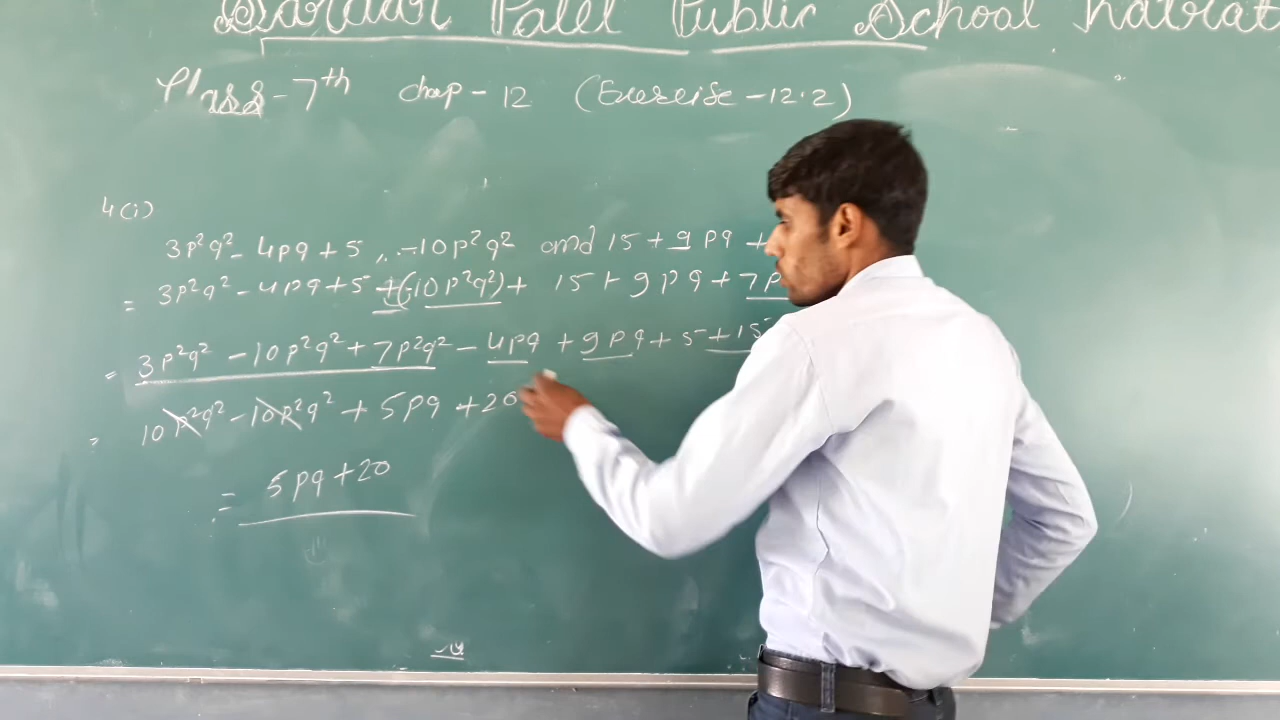 Sardar Patel Public School
Class-7th chap-12 (Exercise-12.2)
4(i)
3p²q² - 4pq + 5, -10p²q² and 15 + 9pq +
= 3p²q² - 4pq + 5 + (-10p²q²) + 15 + 9pq + 7p
= 3p²q² - 10p²q² + 7p²q² - 4pq + 9pq + 5 + 15
= 10p²q² - 10p²q² + 5pq + 20
= 5pq + 20